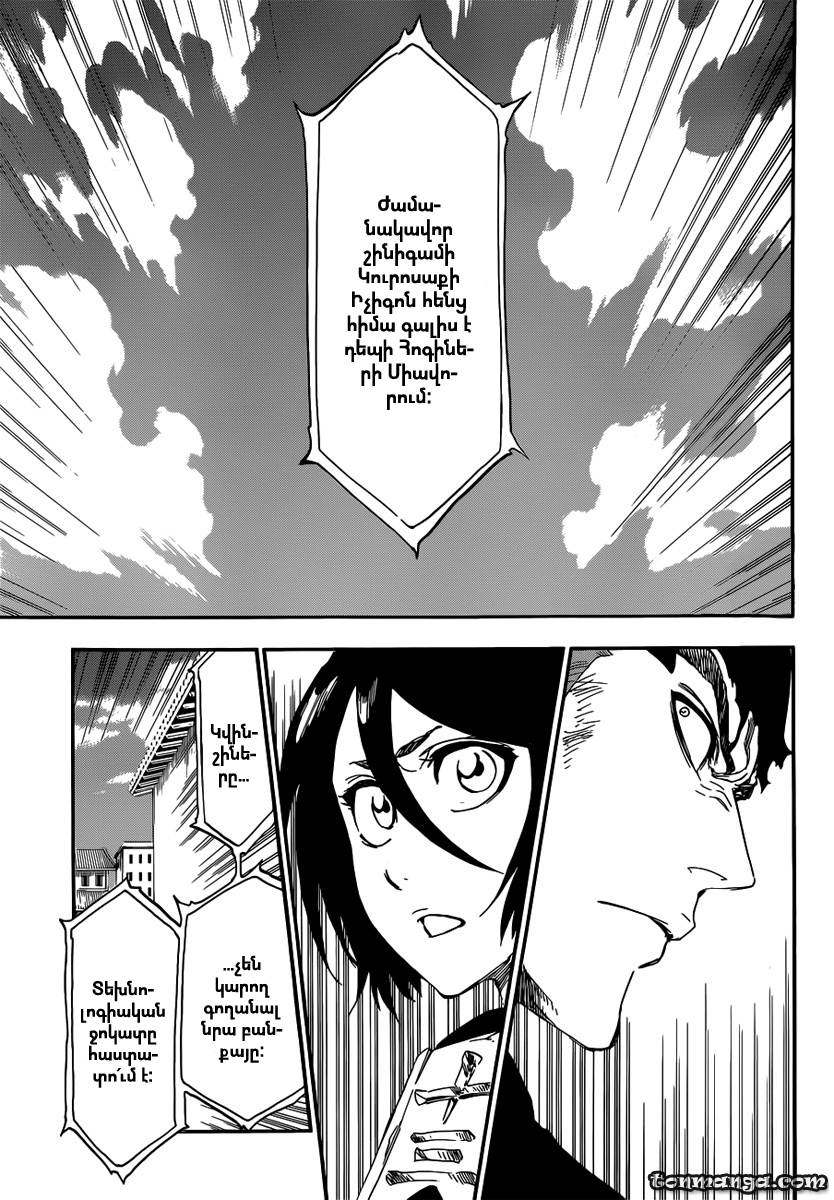 Ժամա-
նակավոր
շինիգամի
Կուրոսաքի
Իչիգոն հենց
հիմա գալիս է
դեպի Հոգինե-
րի Միավո-
րում:
Կվին-
շինե-
րը...
...չեն
կարող
գողանալ
նրա բան-
քայը:
Տեխնո-
լոգիական
ջոկատը
հաստա-
տո՛ւմ է:
tonmanga.com